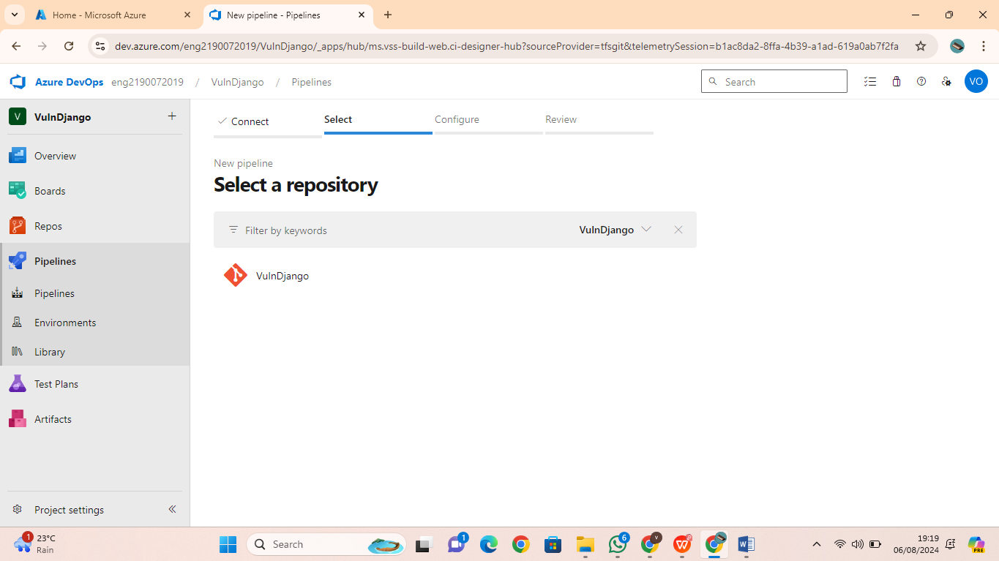 Home - Microsoft Azure
New pipeline - Pipelines
dev.azure.com/eng2190072019/VulnDjango/_apps/hub/ms.vss-build-web.ci-designer-hub?sourceProvider=tfsgit&telemetrySession=b1ac8da2-8ffa-4b39-a1ad-619a0ab7f2fa
Azure DevOps eng2190072019 / VulnDjango / Pipelines
Search
VO
V VulnDjango
Overview
Boards
Repos
Pipelines
Pipelines
Environments
Library
Test Plans
Artifacts
Project settings
Connect
Select
Configure
Review
New pipeline
Select a repository
Filter by keywords
VulnDjango
VulnDjango
1
23°C
Rain
Search
1
6
V
W
PRE
19:19
06/08/2024